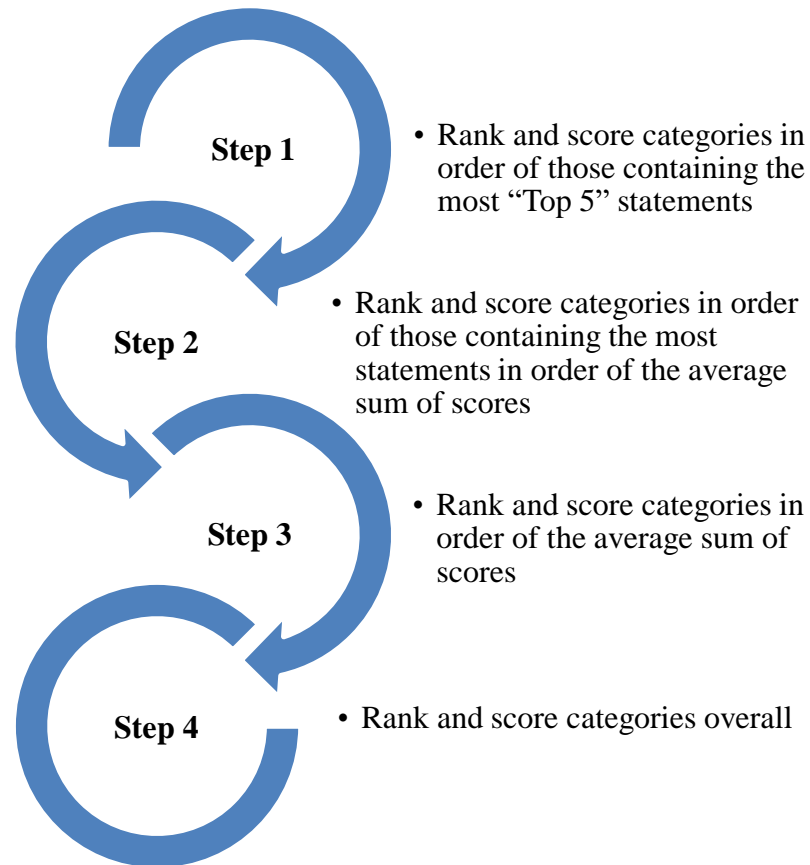 Step 1
• Rank and score categories in
order of those containing the
most “Top 5” statements
Step 2
• Rank and score categories in order
of those containing the most
statements in order of the average
sum of scores
Step 3
• Rank and score categories in
order of the average sum of
scores
Step 4
• Rank and score categories overall